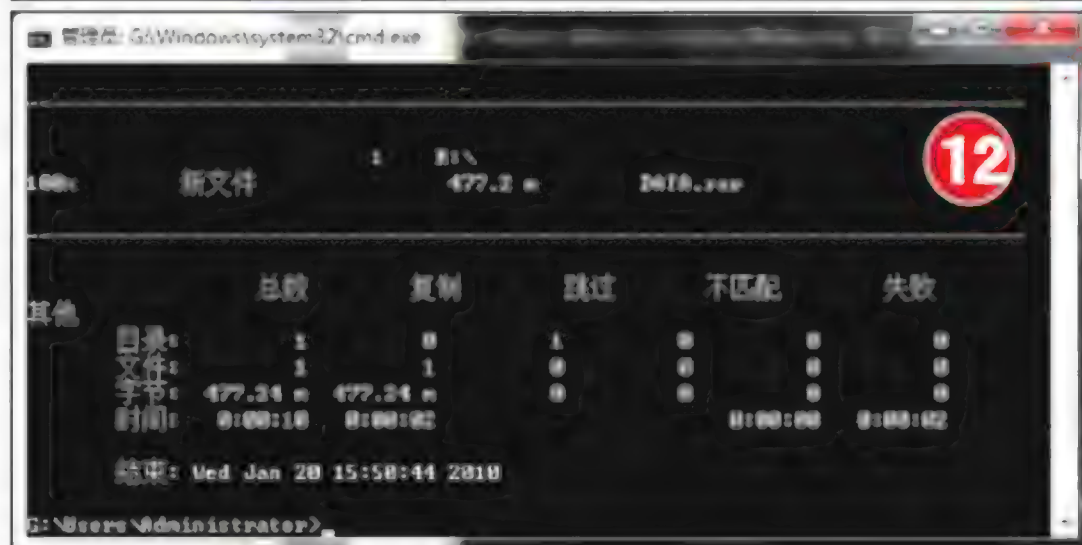 管理员: G:\Windows\system32\cmd.exe
12
1 E:\
100% 新文件 477.2 m DATA.rar
总数 复制 跳过 不匹配 失败
其他
目录: 1 0 1 0 0 0
文件: 1 1 0 0 0 0
字节: 477.24 m 477.24 m 0 0 0 0
时间: 0:00:02 0:00:00 0:00:02
结束: Wed Jan 20 15:50:44 2010
G:\Users\Administrator>_